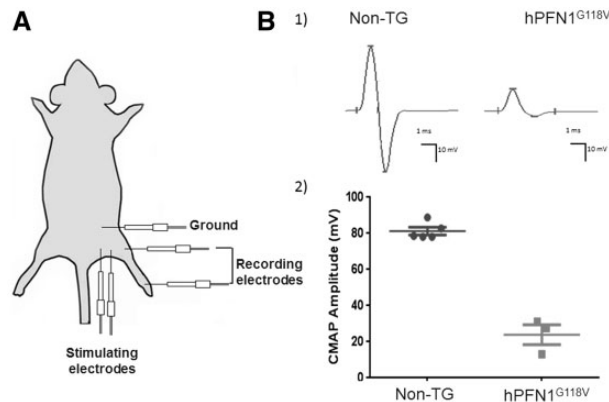 A
B
1)
Non-TG
hPFN1G118V
1 ms
10 mV
1 ms
10 mV
Ground
Recording
electrodes
Stimulating
electrodes
2)
CMAP Amplitude (mV)
100
80
60
40
20
0
Non-TG
hPFN1G118V